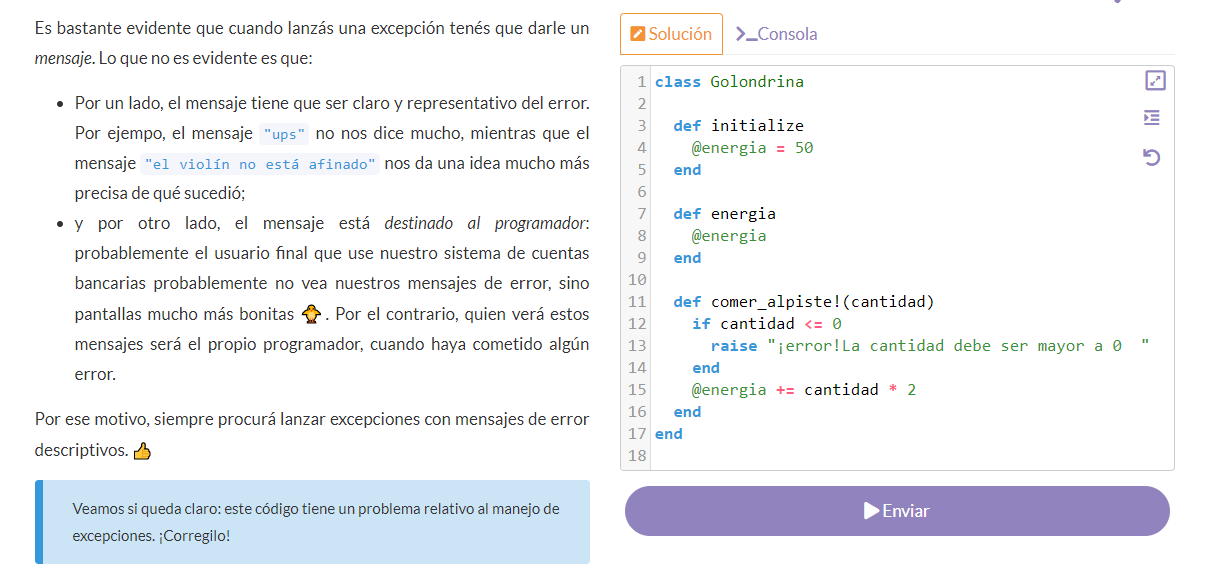 Es bastante evidente que cuando lanzás una excepción tenés que darle un
mensaje. Lo que no es evidente es que:
• Por un lado, el mensaje tiene que ser claro y representativo del error.
Por ejempo, el mensaje "ups" no nos dice mucho, mientras que el
mensaje "el violín no está afinado" nos da una idea mucho más
precisa de qué sucedió;
• y por otro lado, el mensaje está destinado al programador:
probablemente el usuario final que use nuestro sistema de cuentas
bancarias probablemente no vea nuestros mensajes de error, sino
pantallas mucho más bonitas. Por el contrario, quien verá estos
mensajes será el propio programador, cuando haya cometido algún
error.
Por ese motivo, siempre procurá lanzar excepciones con mensajes de error
descriptivos. 👍
Veamos si queda claro: este código tiene un problema relativo al manejo de
excepciones. ¡Corregilo!
Solución
Consola
1 class Golondrina
2
3   def initialize
4     @energia = 50
5   end
6
7   def energia
8     @energia
9   end
10
11   def comer_alpiste!(cantidad)
12     if cantidad <= 0
13       raise "¡error!La cantidad debe ser mayor a 0  "
14     end
15     @energia += cantidad * 2
16   end
17 end
18
Enviar